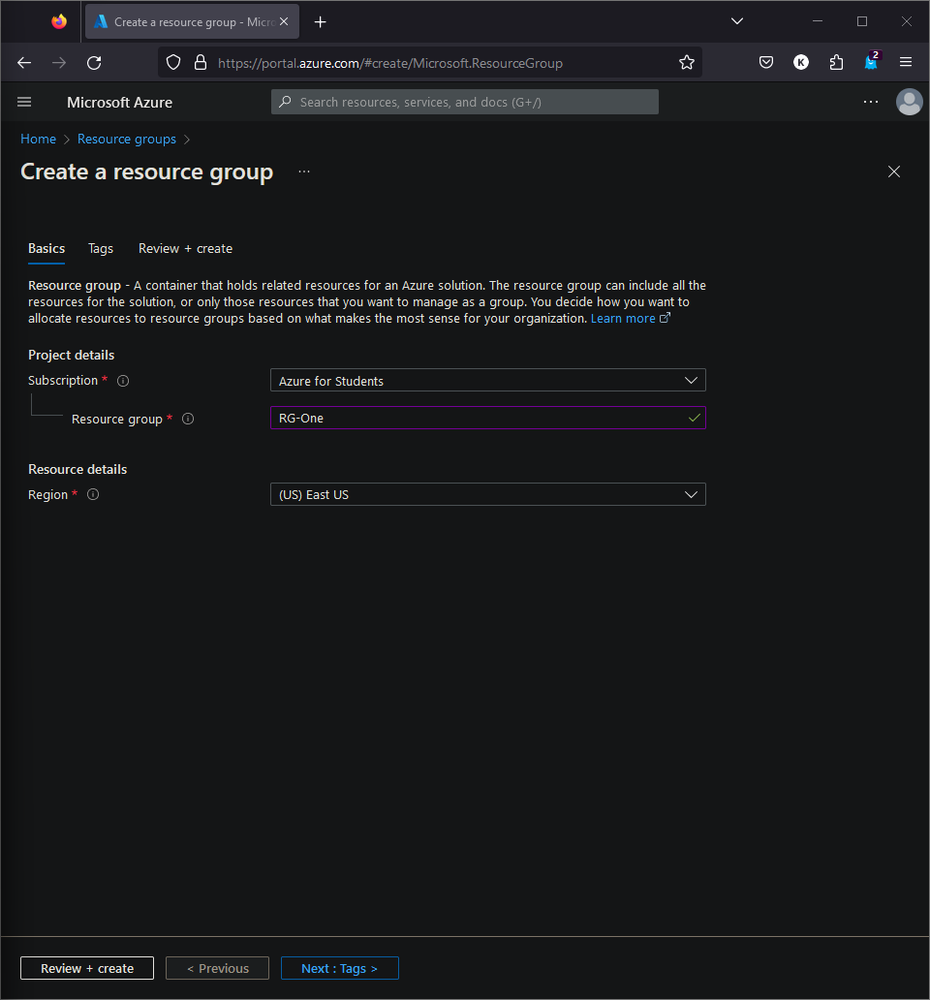 Create a resource group - Micro
https://portal.azure.com/#create/Microsoft.ResourceGroup
K
2
Microsoft Azure
Search resources, services, and docs (G+/)
Home > Resource groups >
Create a resource group ...
Basics Tags Review + create
Resource group - A container that holds related resources for an Azure solution. The resource group can include all the
resources for the solution, or only those resources that you want to manage as a group. You decide how you want to
allocate resources to resource groups based on what makes the most sense for your organization. Learn more
Project details
Subscription * Azure for Students
Resource group * RG-One
Resource details
Region * (US) East US
Review + create < Previous Next : Tags >